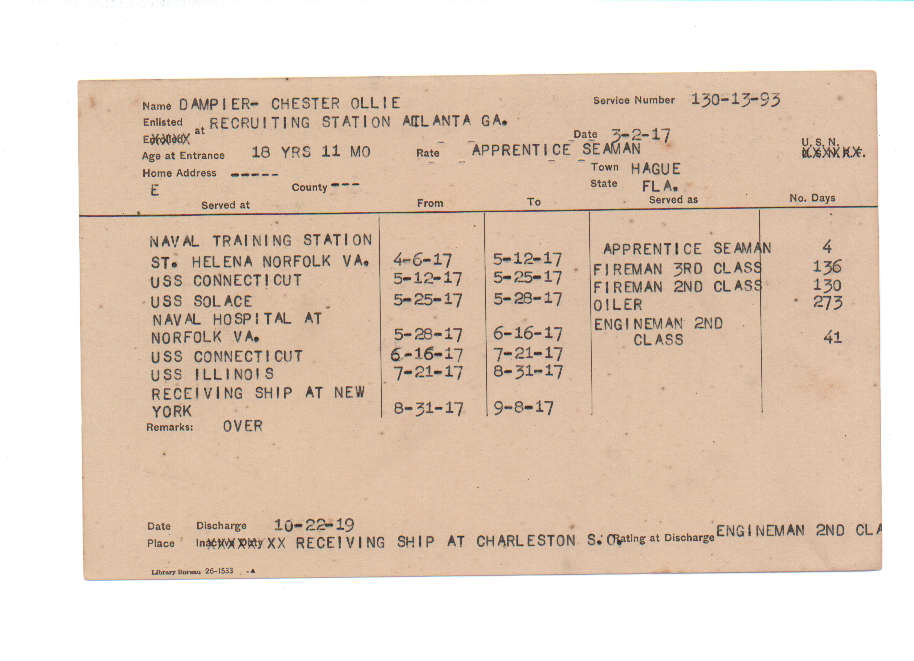 Name DAMPIER- CHESTER OLLIE Service Number 130-13-93
Enlisted at RECRUITING STATION ATLANTA GA.
Date 3-2-17
Age at Entrance 18 YRS 11 MO Rate APPRENTICE SEAMAN U.S.N.
Home Address ----- Town HAGUE
E County --- State FLA.
Served at From To Served as No. Days
NAVAL TRAINING STATION APPRENTICE SEAMAN 4
ST. HELENA NORFOLK VA. 4-6-17 5-12-17 FIREMAN 3RD CLASS 136
USS CONNECTICUT 5-12-17 5-25-17 FIREMAN 2ND CLASS 130
USS SOLACE 5-25-17 5-28-17 OILER 273
NAVAL HOSPITAL AT ENGINEMAN 2ND
NORFOLK VA. 5-28-17 6-16-17 CLASS 41
USS CONNECTICUT 6-16-17 7-21-17
USS ILLINOIS 7-21-17 8-31-17
RECEIVING SHIP AT NEW
YORK 8-31-17 9-8-17
Remarks: OVER
Date Discharge 10-22-19
Place XX RECEIVING SHIP AT CHARLESTON S.C. Rating at Discharge ENGINEMAN 2ND CLA
Library Bureau 26-1533 -A